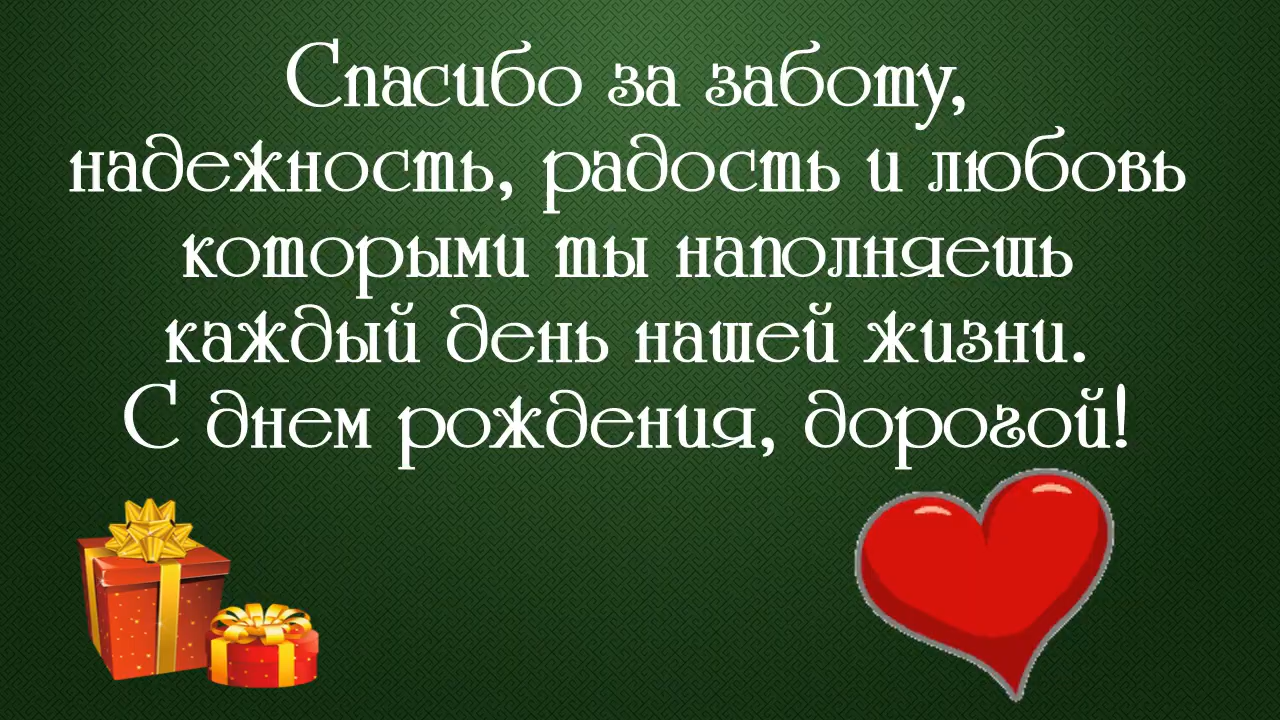 Спасибо за заботу,
надежность, радость и любовь
которыми ты наполняешь
каждый день нашей жизни.
С днем рождения, дорогой!